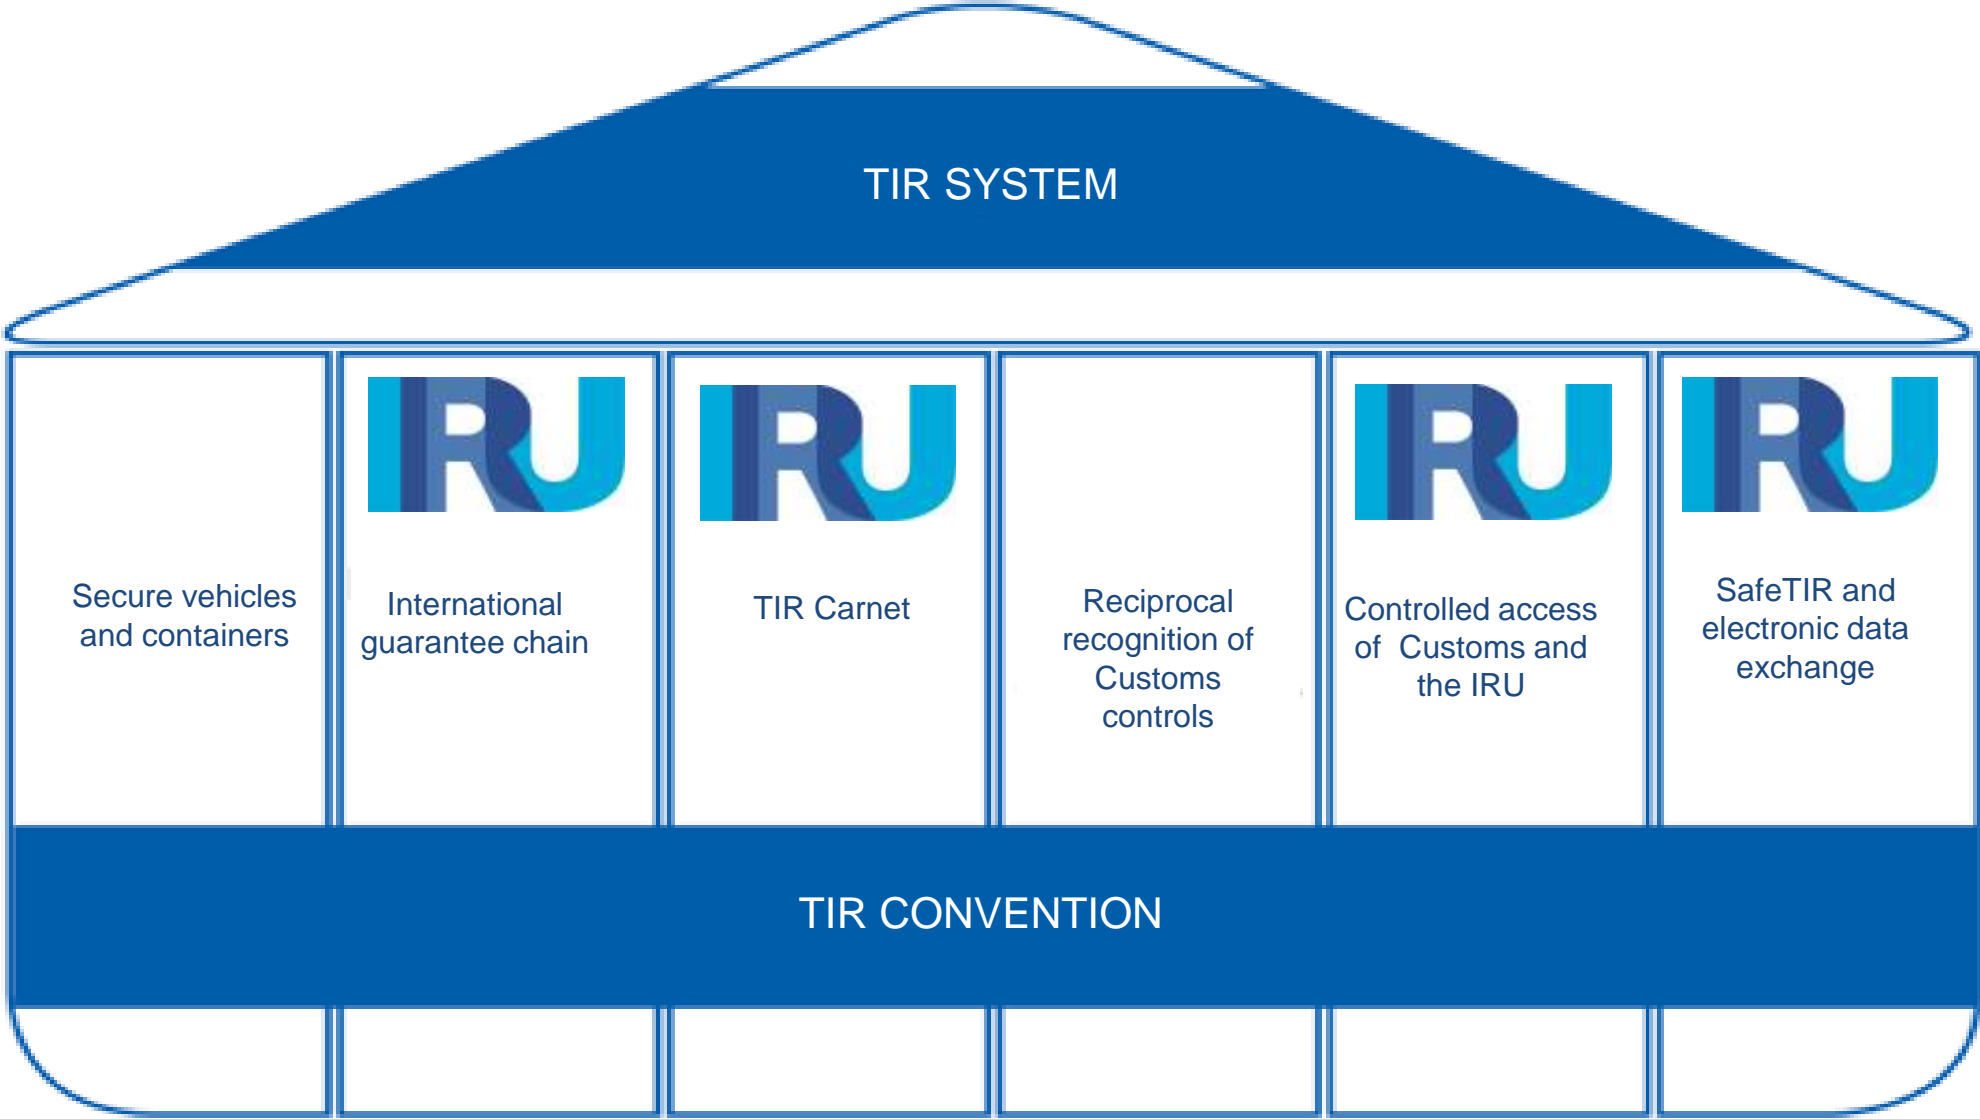 TIR SYSTEM
IRU
Secure vehicles
and containers
IRU
International
guarantee chain
IRU
TIR Carnet
Reciprocal
recognition of
Customs
controls
IRU
Controlled access
of Customs and
the IRU
SafeTIR and
electronic data
exchange
TIR CONVENTION